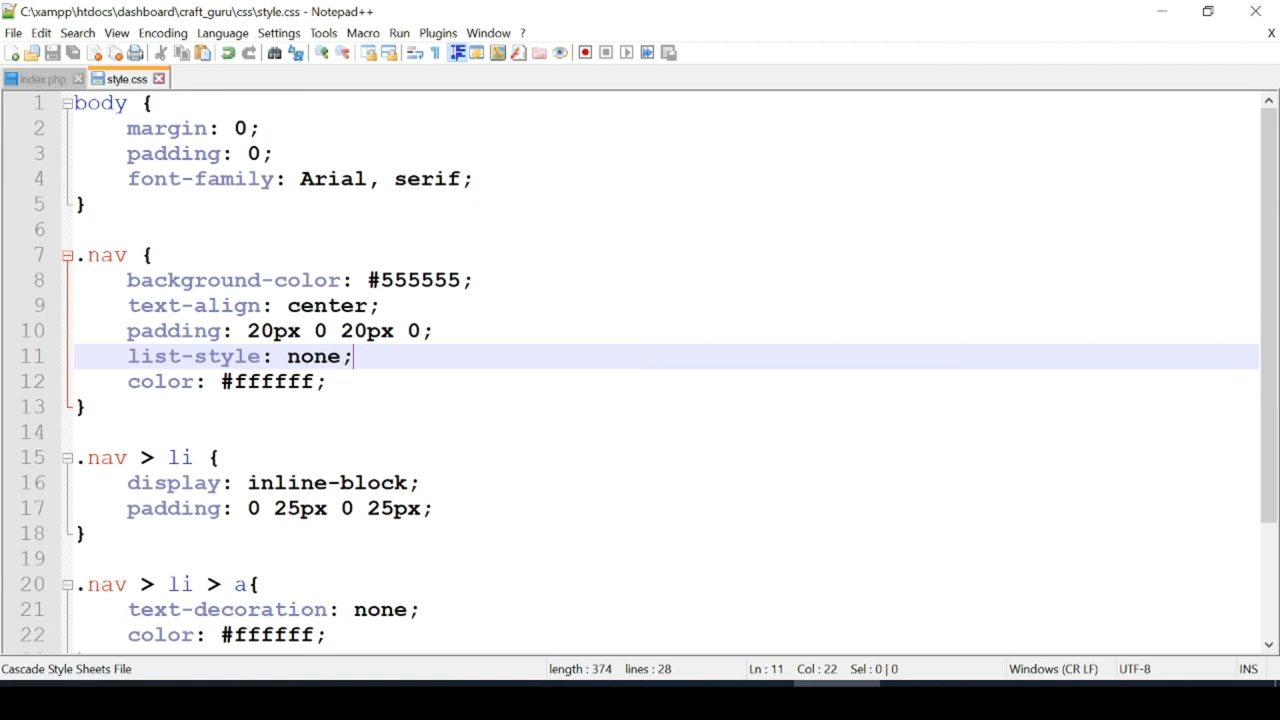 C:\xampp\htdocs\dashboard\craft_guru\css\style.css - Notepad++
File Edit Search View Encoding Language Settings Tools Macro Run Plugins Window ? X
index.php style.css
1 body {
2 margin: 0;
3 padding: 0;
4 font-family: Arial, serif;
5 }
6
7 .nav {
8 background-color: #555555;
9 text-align: center;
10 padding: 20px 0 20px 0;
11 list-style: none;
12 color: #ffffff;
13 }
14
15 .nav > li {
16 display: inline-block;
17 padding: 0 25px 0 25px;
18 }
19
20 .nav > li > a{
21 text-decoration: none;
22 color: #ffffff;
Cascade Style Sheets File length : 374 lines : 28 Ln : 11 Col : 22 Sel : 0 | 0 Windows (CR LF) UTF-8 INS